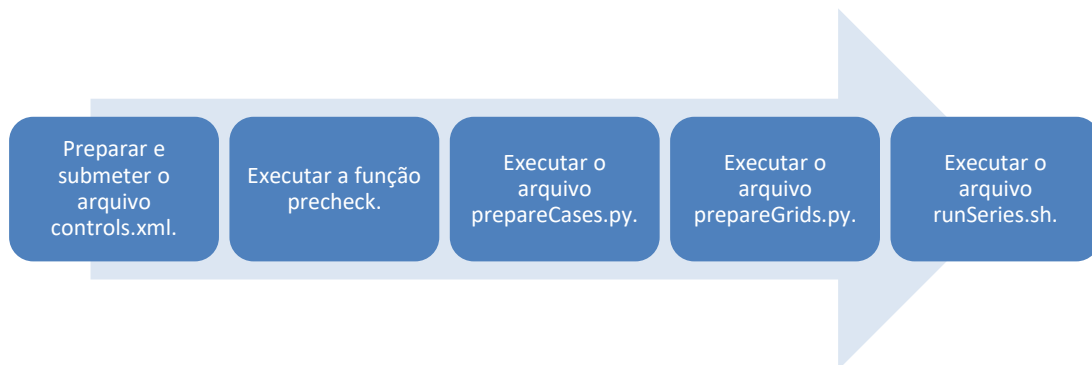 Preparar e
submeter o
arquivo
controls.xml.
Executar a função
precheck.
Executar o
arquivo
prepareCases.py.
Executar o
arquivo
prepareGrids.py.
Executar o
arquivo
runSeries.sh.